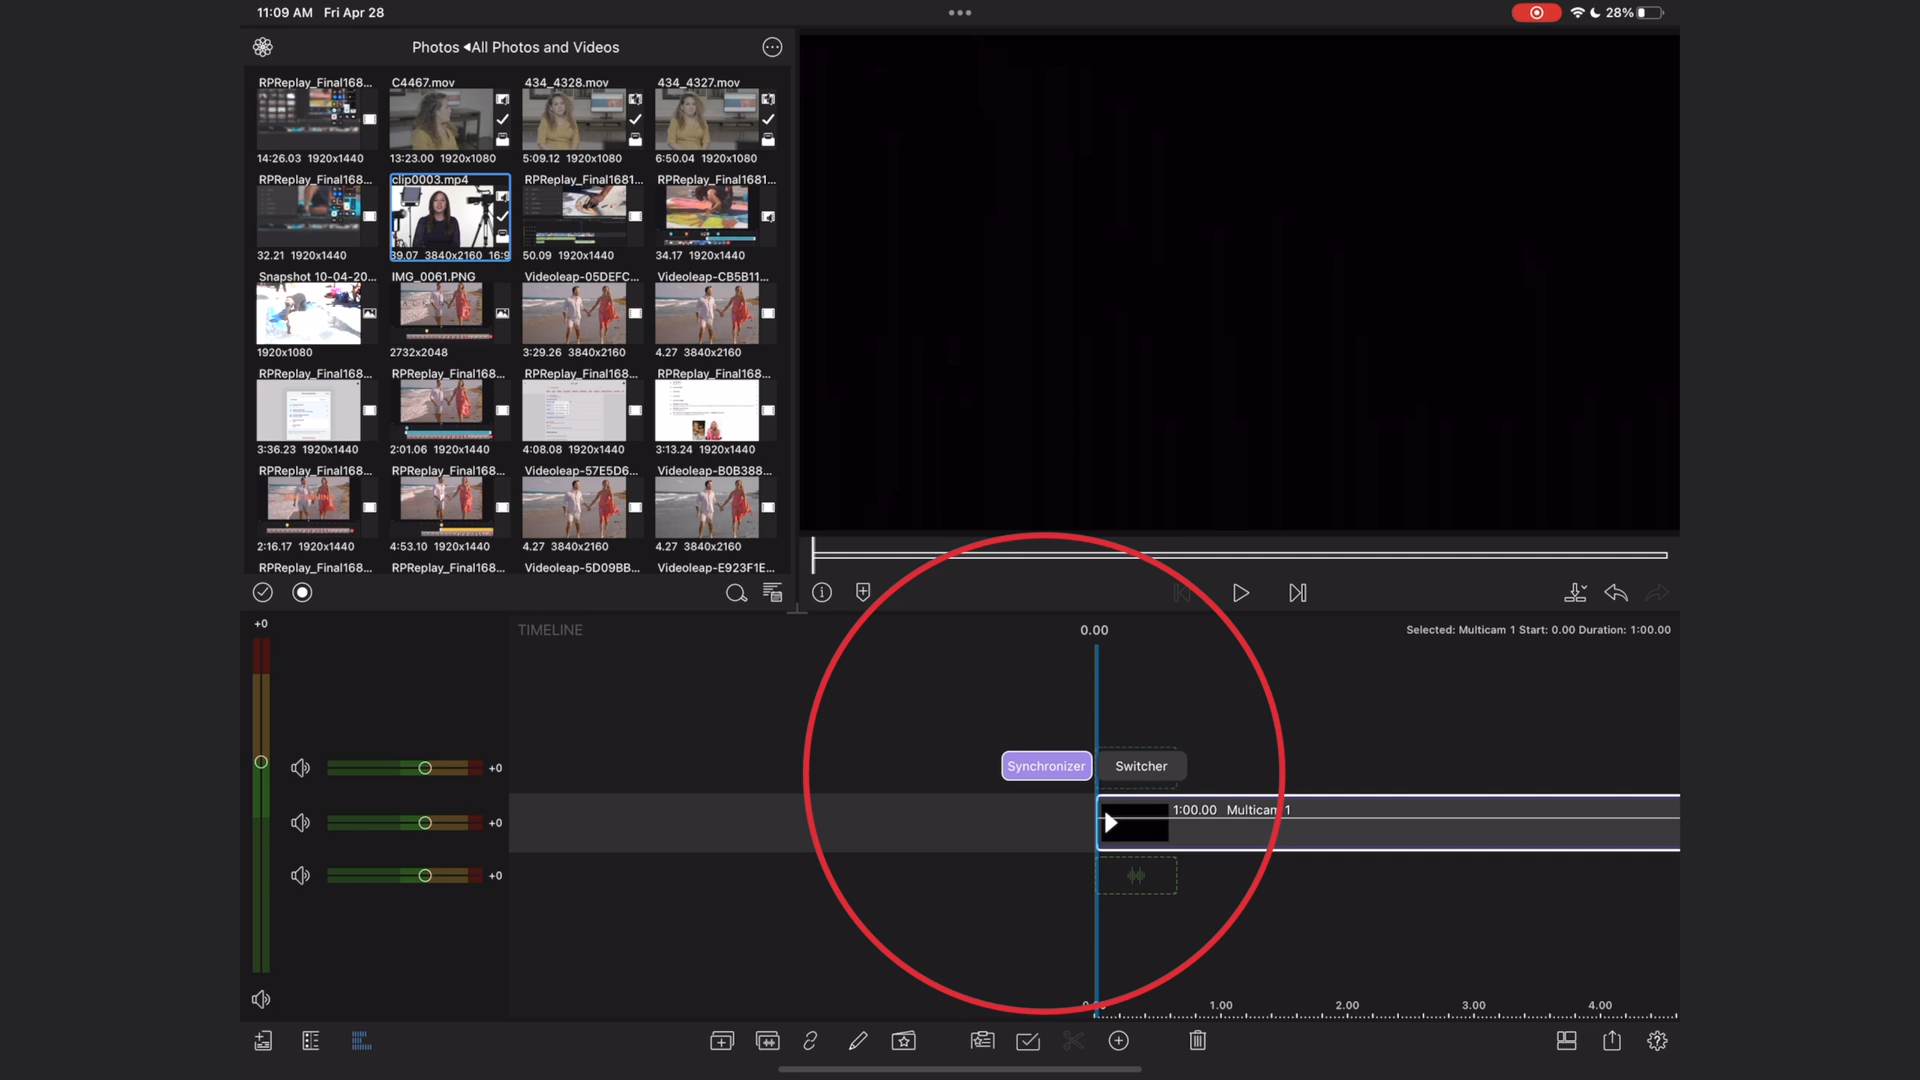 11:09 AM Fri Apr 28
28%
Photos ◀All Photos and Videos
RPReplay_Final168... C4467.mov 434_4328.mov 434_4327.mov
14:26.03 1920x1440 13:23.00 1920x1080 5:09.12 1920x1080 6:50.04 1920x1080
RPReplay_Final168... clip0003.mp4 RPReplay_Final1681... RPReplay_Final1681...
32.21 1920x1440 39.07 3840x2160 16:9 50.09 1920x1440 34.17 1920x1440
Snapshot 10-04-20... IMG_0061.PNG Videoleap-05DEFC... Videoleap-CB5B11...
1920x1080 2732x2048 3:29.26 3840x2160 4.27 3840x2160
RPReplay_Final168... RPReplay_Final168... RPReplay_Final168... RPReplay_Final168...
3:36.23 1920x1440 2:01.06 1920x1440 4:08.08 1920x1440 3:13.24 1920x1440
RPReplay_Final168... RPReplay_Final168... Videoleap-57E5D6... Videoleap-B0B388...
2:16.17 1920x1440 4:53.10 1920x1440 4.27 3840x2160 4.27 3840x2160
RPReplay_Final168... RPReplay_Final168... Videoleap-5D09BB... Videoleap-E923F1E...
+0
TIMELINE 0.00 Selected: Multicam 1 Start: 0.00 Duration: 1:00.00
Synchronizer Switcher
+0
1:00.00 Multicam 1
+0
+0
1.00 2.00 3.00 4.00